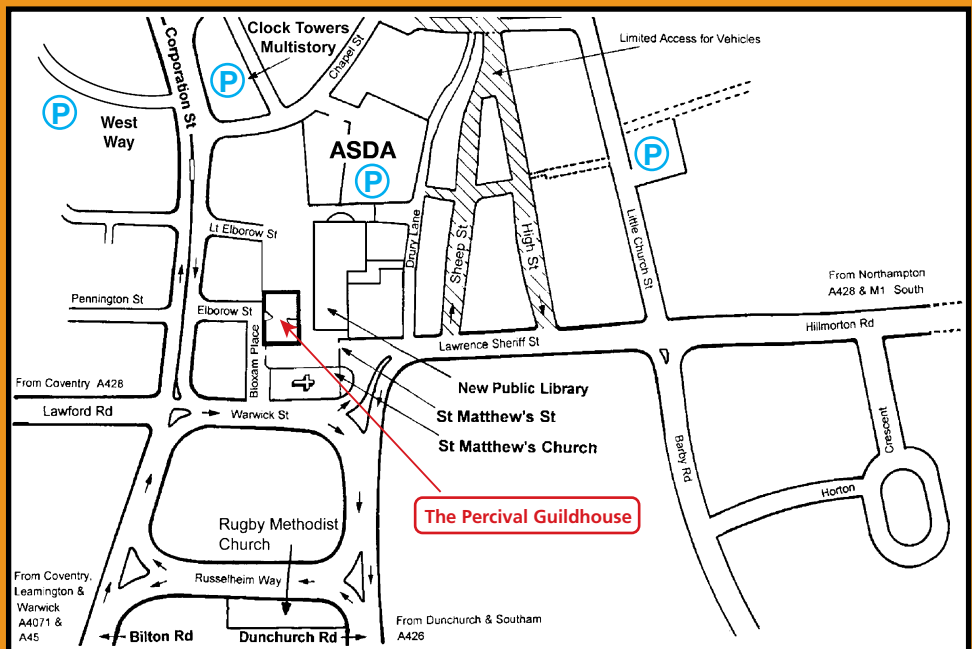 Corporation St
Clock Towers
Multistory
P
Chapel St
Limited Access for Vehicles
P
West
Way
ASDA
P
P
Lt Elborow St
Drury Lane
Sheep St
High St
Little Church St
From Northampton
A428 & M1 South
Pennington St
Elborow St
Hillmorton Rd
Bloxam Place
Lawrence Sheriff St
From Coventry A428
New Public Library
Lawford Rd
Warwick St
St Matthew's St
St Matthew's Church
Barby Rd
Crescent
Horton
The Percival Guildhouse
Rugby Methodist
Church
Russelheim Way
From Coventry,
Leamington &
Warwick
A4071 &
A45
Bilton Rd
Dunchurch Rd
From Dunchurch & Southam
A426